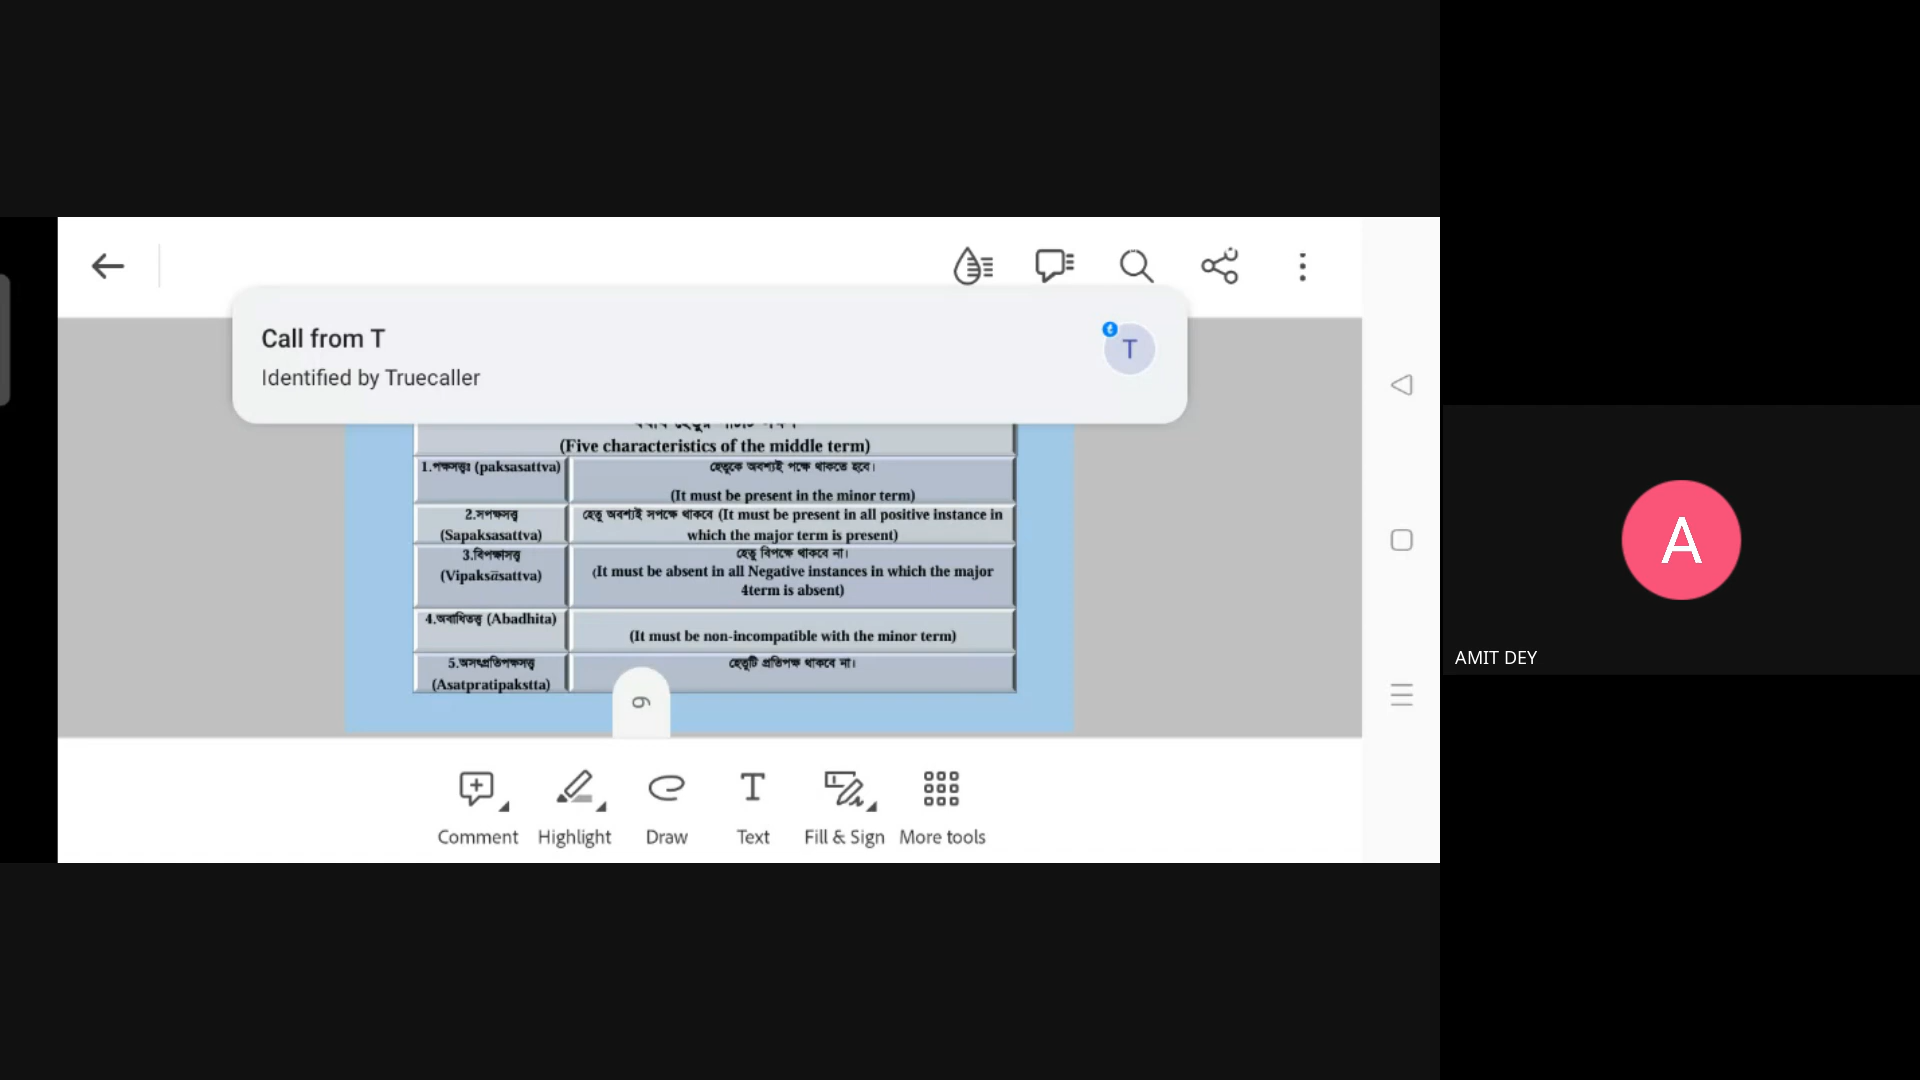 Call from T
Identified by Truecaller
T
(Five characteristics of the middle term)
1.পক্ষসত্ত্বঃ (paksasattva)
হেতুকে অবশ্যই পক্ষে থাকতে হবে।
(It must be present in the minor term)
2.সপক্ষসত্ত্ব
(Sapaksasattva)
হেতু অবশ্যই সপক্ষে থাকবে (It must be present in all positive instance in
which the major term is present)
3.বিপক্ষাসত্ত্ব
(Vipaksāsattva)
হেতু বিপক্ষে থাকবে না।
(It must be absent in all Negative instances in which the major
4term is absent)
4.অবাধিতত্ত্ব (Abadhita)
(It must be non-incompatible with the minor term)
5.অসৎপ্রতিপক্ষসত্ত্ব
(Asatpratipakstta)
হেতুটি প্রতিপক্ষ থাকবে না।
Comment
Highlight
Draw
Text
Fill & Sign
More tools
A
AMIT DEY